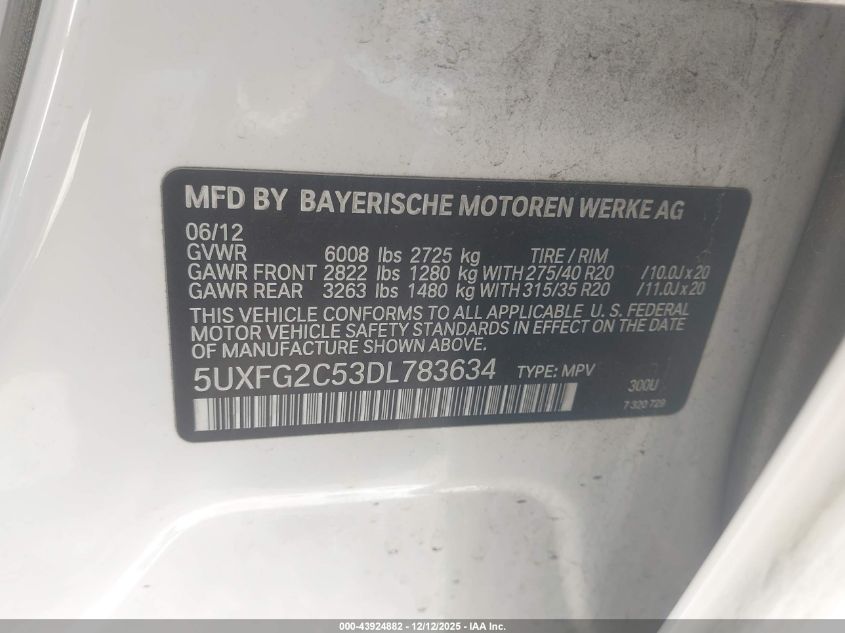 MFD BY BAYERISCHE MOTOREN WERKE AG
06/12
GVWR 6008 lbs 2725 kg TIRE / RIM
GAWR FRONT 2822 lbs 1280 kg WITH 275/40 R20 /10.0J x 20
GAWR REAR 3263 lbs 1480 kg WITH 315/35 R20 /11.0J x 20
THIS VEHICLE CONFORMS TO ALL APPLICABLE U. S. FEDERAL
MOTOR VEHICLE SAFETY STANDARDS IN EFFECT ON THE DATE
OF MANUFACTURE SHOWN ABOVE.
5UXFG2C53DL783634 TYPE: MPV
300U
7 320 729
000-43924882 - 12/12/2025 - IAA Inc.